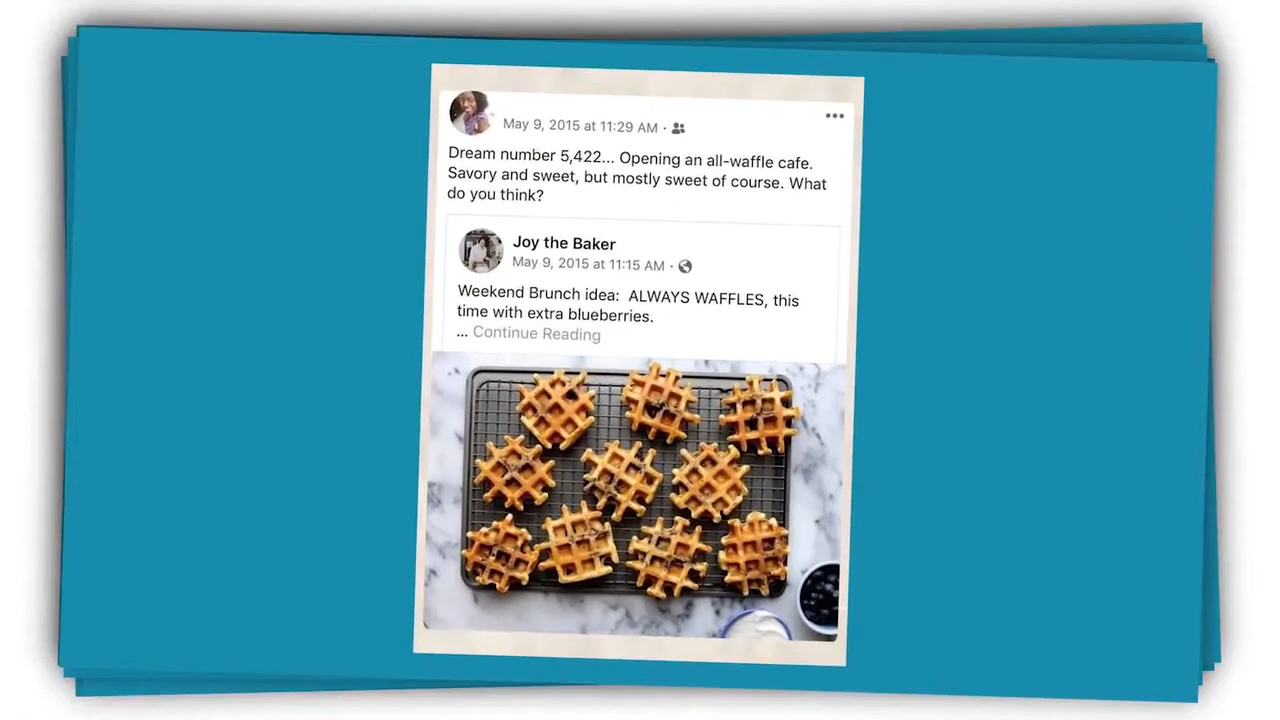 May 9, 2015 at 11:29 AM ·
Dream number 5,422... Opening an all-waffle cafe.
Savory and sweet, but mostly sweet of course. What
do you think?
Joy the Baker
May 9, 2015 at 11:15 AM ·
Weekend Brunch idea: ALWAYS WAFFLES, this
time with extra blueberries.
... Continue Reading